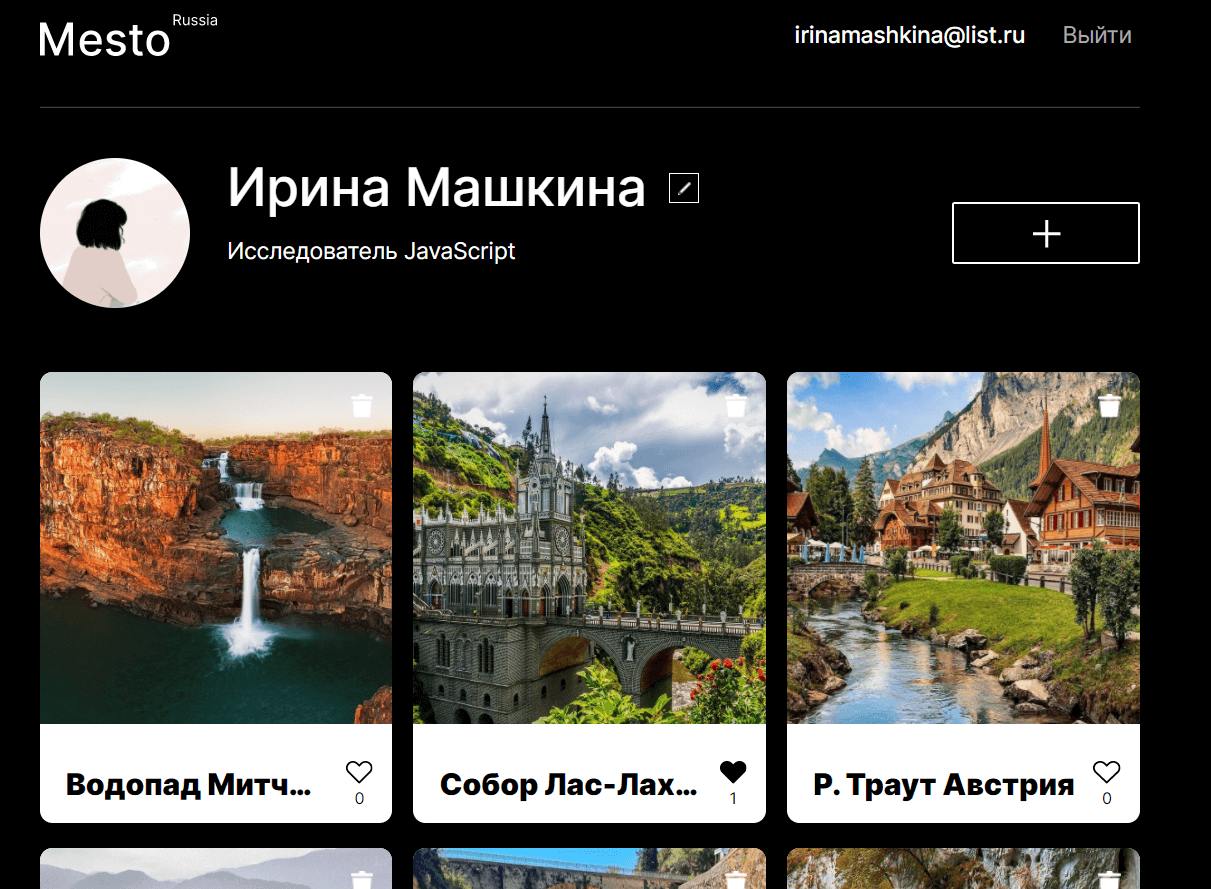 Mesto Russia
irinamashkina@list.ru Выйти
Ирина Машкина
Исследователь JavaScript
Водопад Митч...
0
Собор Лас-Лах...
1
Р. Траут Австрия
0